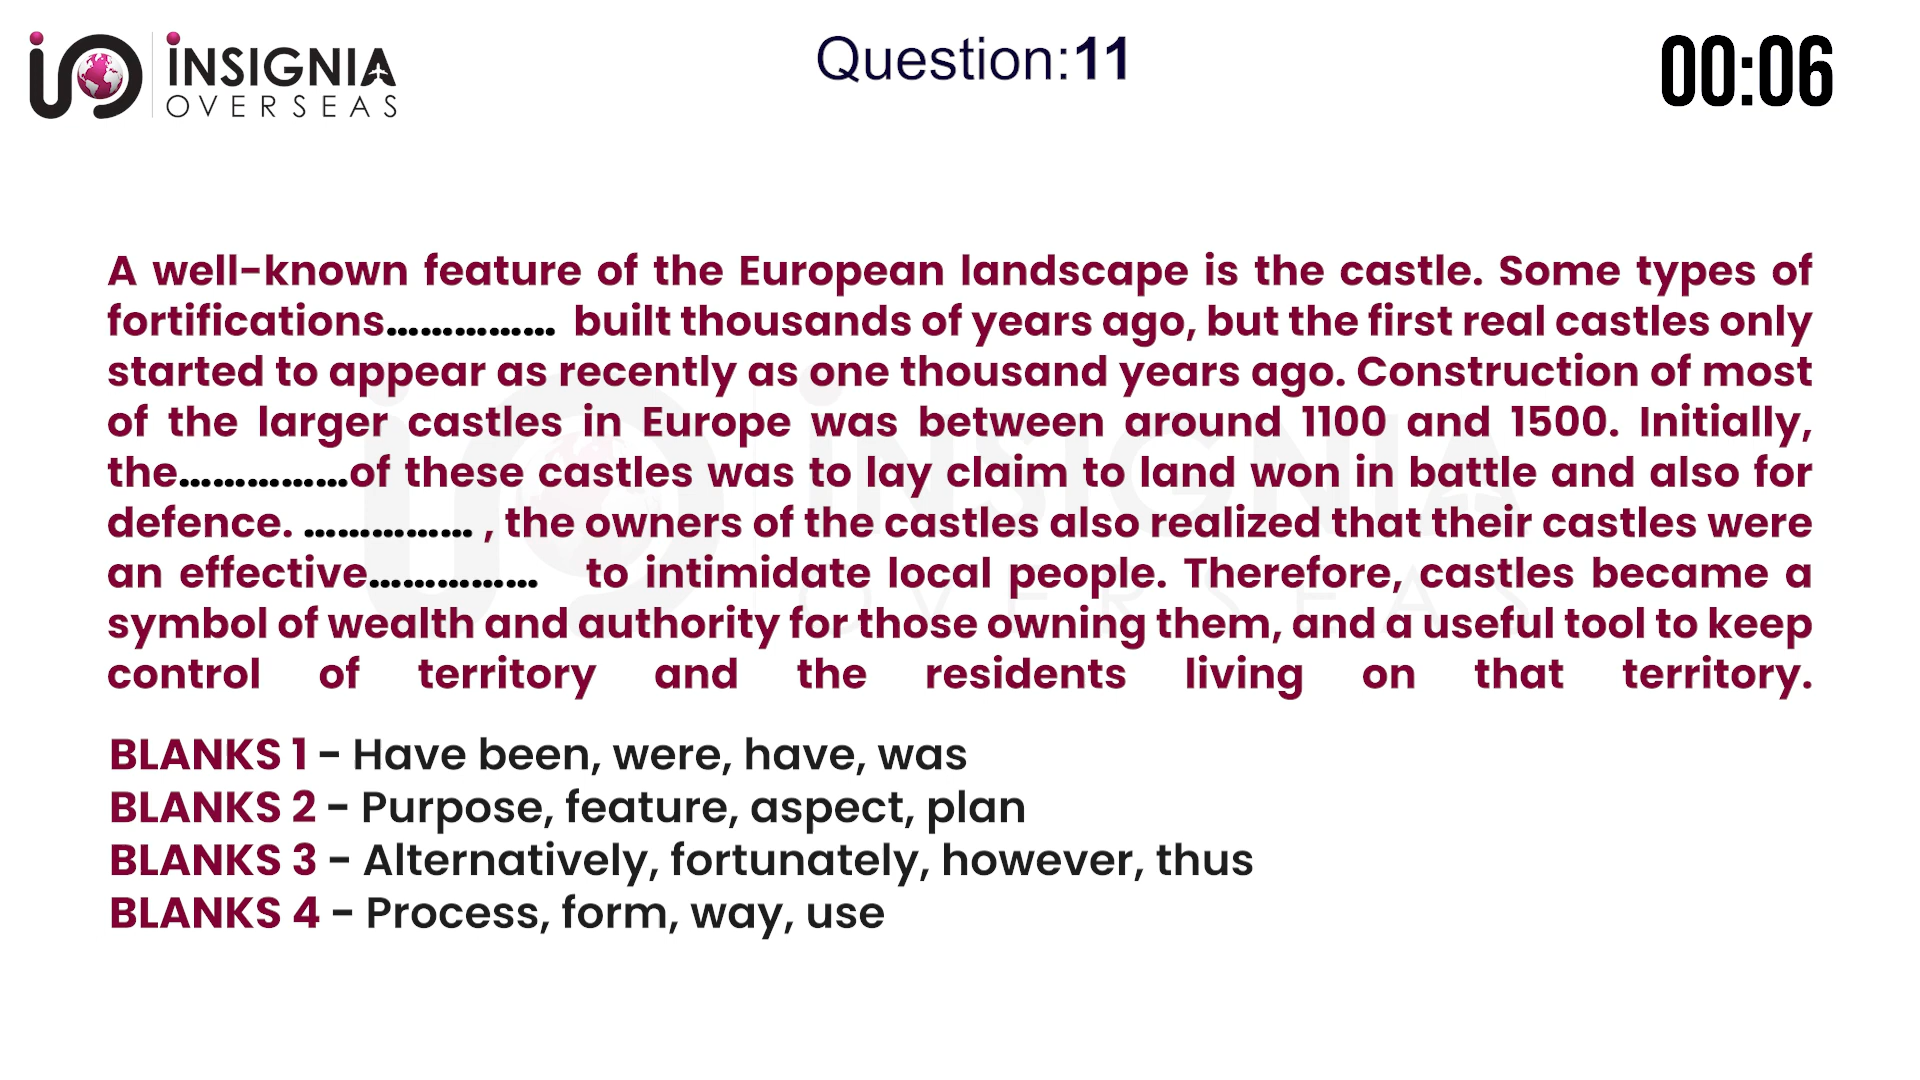 INSIGNIA
OVERSEAS
Question:11
00:06
A well-known feature of the European landscape is the castle. Some types of
fortifications............... built thousands of years ago, but the first real castles only
started to appear as recently as one thousand years ago. Construction of most
of the larger castles in Europe was between around 1100 and 1500. Initially,
the...............of these castles was to lay claim to land won in battle and also for
defence. ............... , the owners of the castles also realized that their castles were
an effective............... to intimidate local people. Therefore, castles became a
symbol of wealth and authority for those owning them, and a useful tool to keep
control of territory and the residents living on that territory.
BLANKS 1 - Have been, were, have, was
BLANKS 2 - Purpose, feature, aspect, plan
BLANKS 3 - Alternatively, fortunately, however, thus
BLANKS 4 - Process, form, way, use